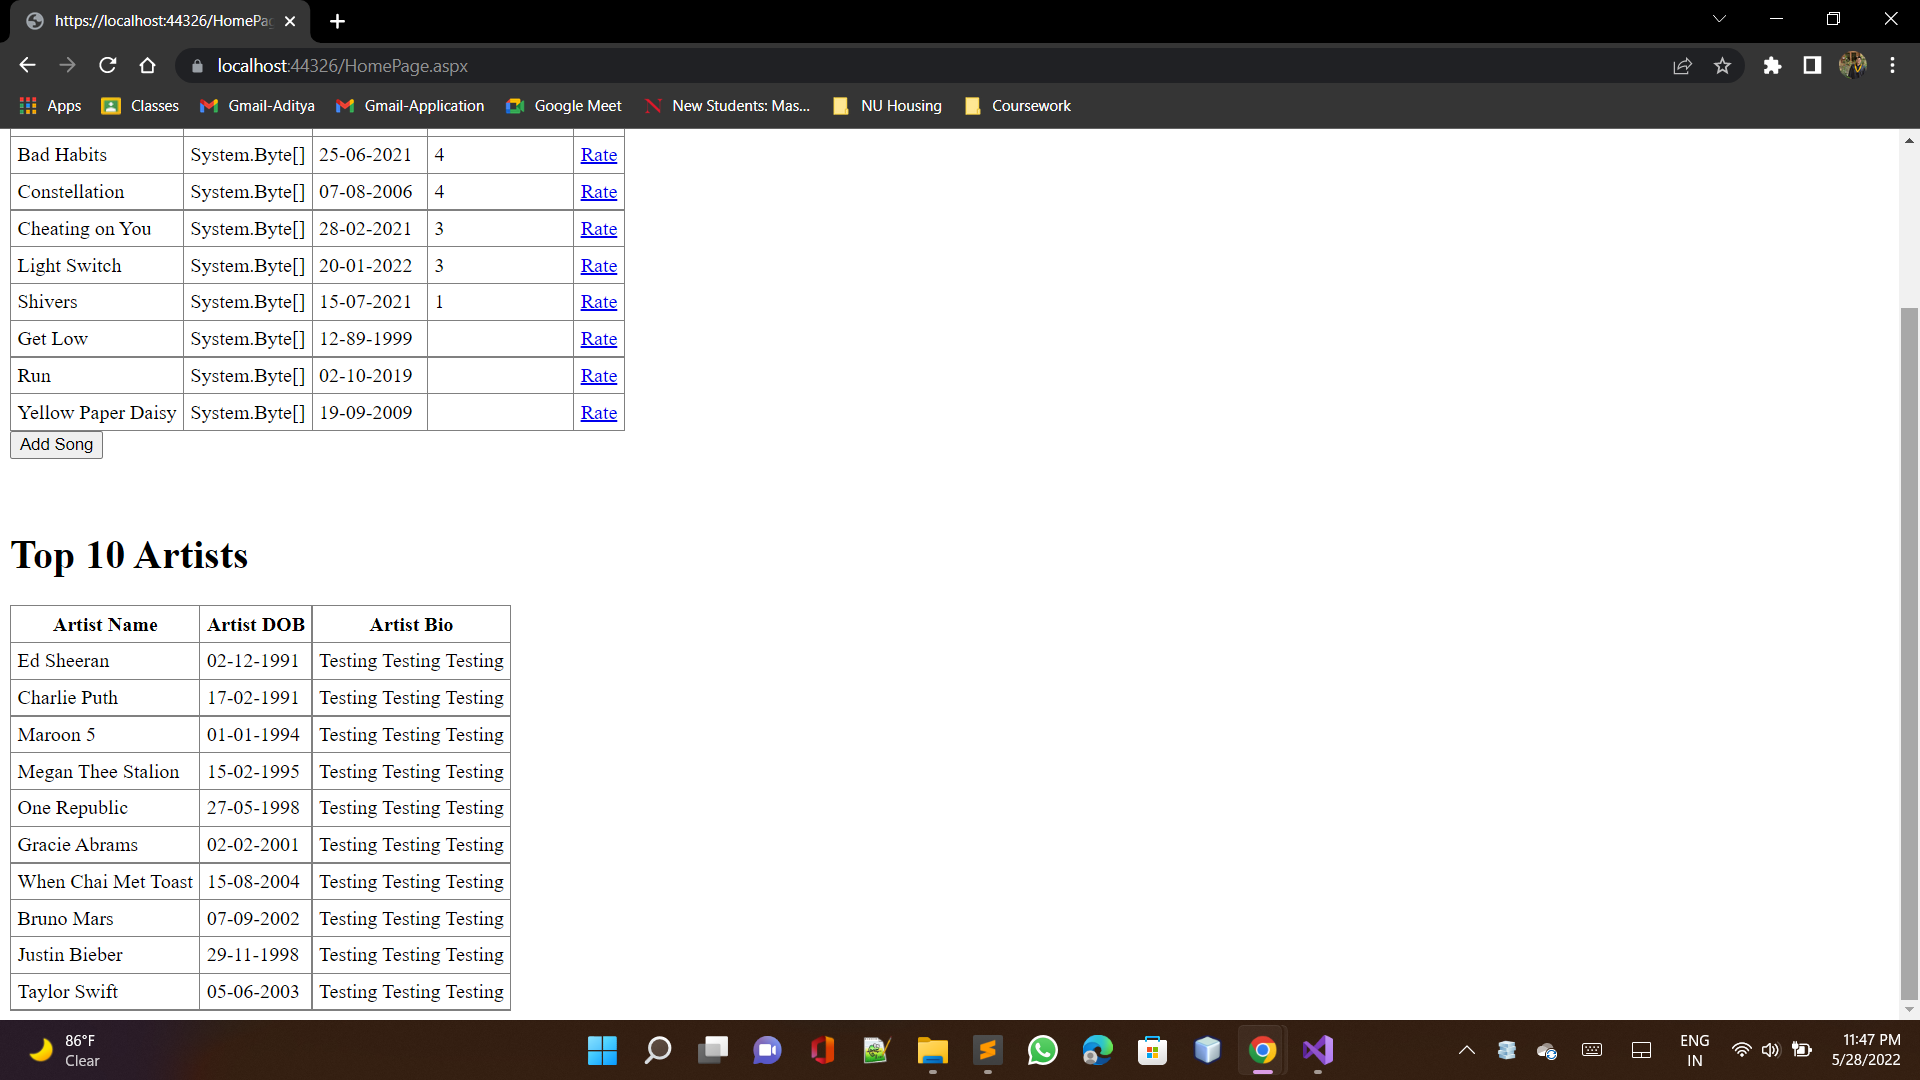 https://localhost:44326/HomePag
localhost:44326/HomePage.aspx
Apps Classes Gmail-Aditya Gmail-Application Google Meet New Students: Mas... NU Housing Coursework
Bad Habits System.Byte[] 25-06-2021 4 Rate
Constellation System.Byte[] 07-08-2006 4 Rate
Cheating on You System.Byte[] 28-02-2021 3 Rate
Light Switch System.Byte[] 20-01-2022 3 Rate
Shivers System.Byte[] 15-07-2021 1 Rate
Get Low System.Byte[] 12-89-1999 Rate
Run System.Byte[] 02-10-2019 Rate
Yellow Paper Daisy System.Byte[] 19-09-2009 Rate
Add Song
Top 10 Artists
Artist Name Artist DOB Artist Bio
Ed Sheeran 02-12-1991 Testing Testing Testing
Charlie Puth 17-02-1991 Testing Testing Testing
Maroon 5 01-01-1994 Testing Testing Testing
Megan Thee Stalion 15-02-1995 Testing Testing Testing
One Republic 27-05-1998 Testing Testing Testing
Gracie Abrams 02-02-2001 Testing Testing Testing
When Chai Met Toast 15-08-2004 Testing Testing Testing
Bruno Mars 07-09-2002 Testing Testing Testing
Justin Bieber 29-11-1998 Testing Testing Testing
Taylor Swift 05-06-2003 Testing Testing Testing
86°F
Clear
ENG
IN
11:47 PM
5/28/2022